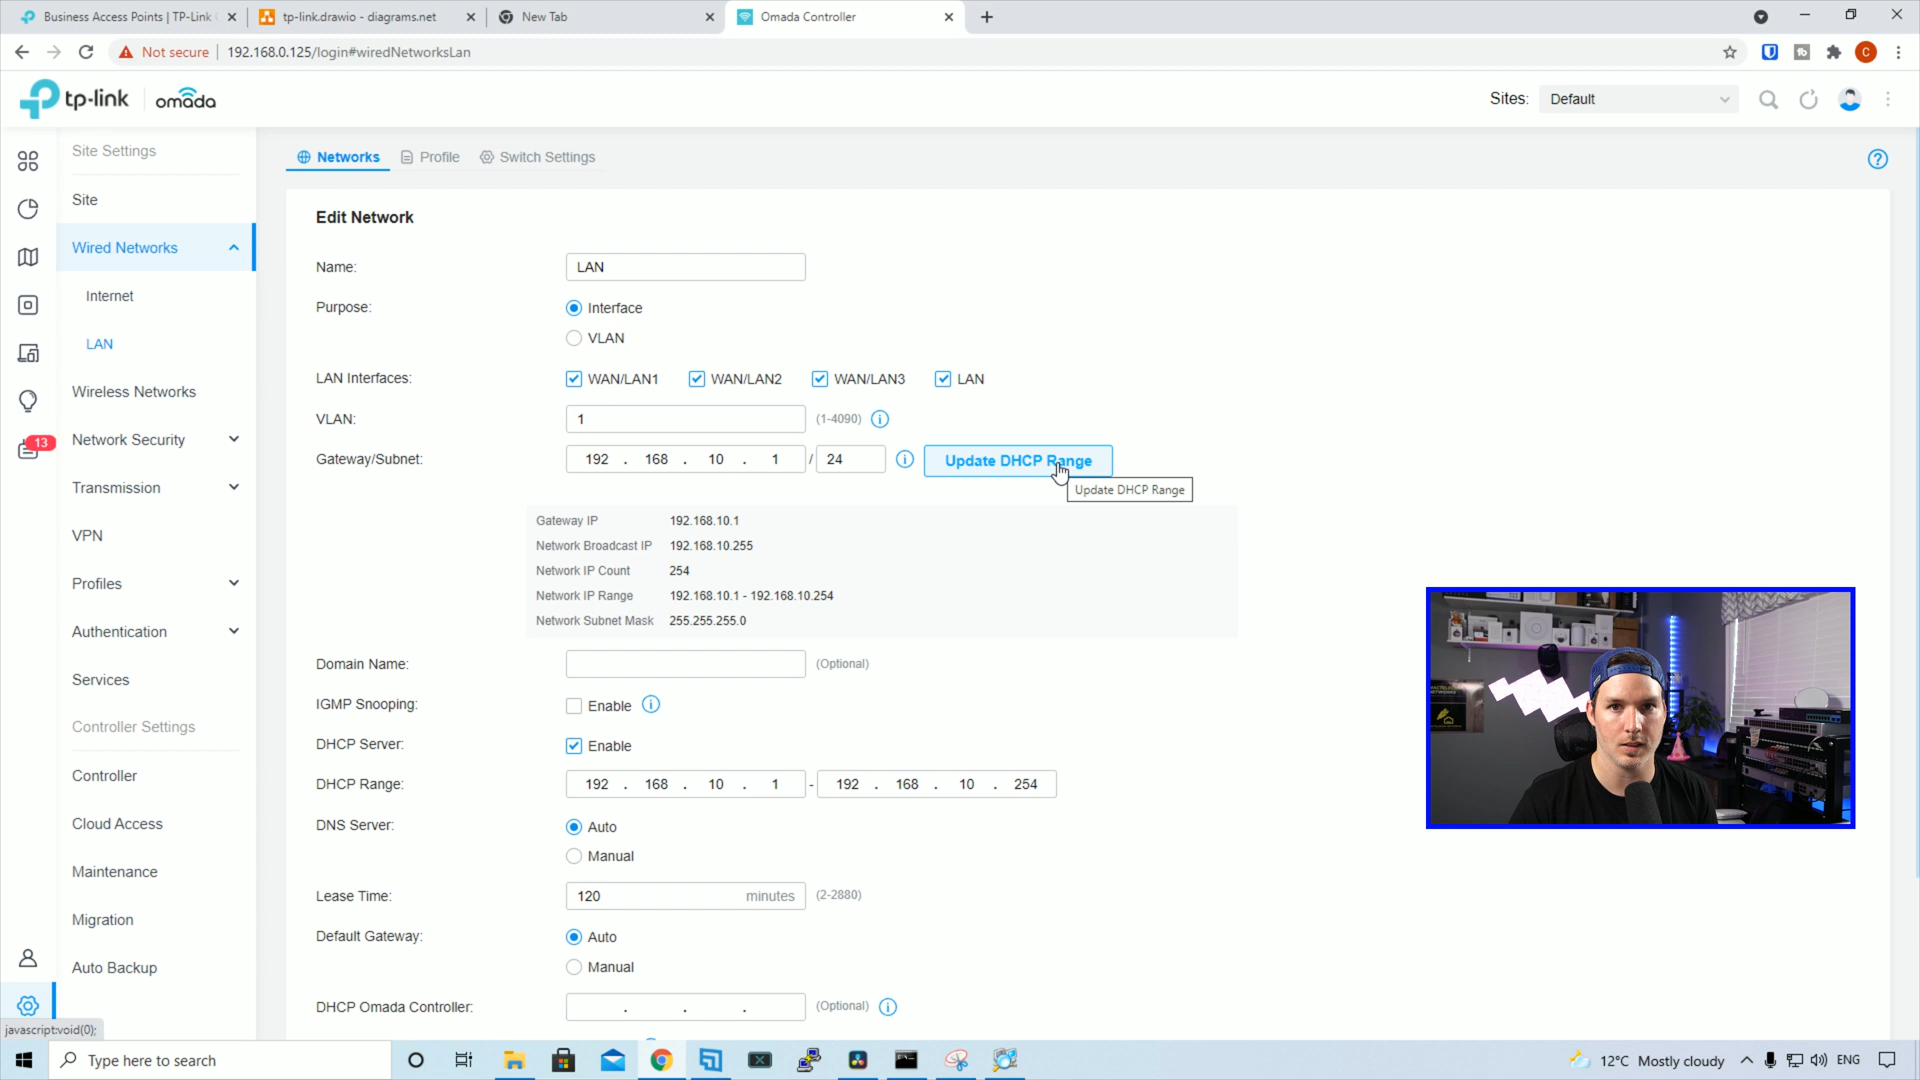 Business Access Points | TP-Link
tp-link.drawio - diagrams.net
New Tab
Omada Controller
Not secure
192.168.0.125/login#wiredNetworksLan
C
tp-link
omada
Sites:
Default
Site Settings
Site
Wired Networks
Internet
LAN
Wireless Networks
Network Security
Transmission
VPN
Profiles
Authentication
Services
Controller Settings
Controller
Cloud Access
Maintenance
Migration
Auto Backup
13
javascript:void(0);
Networks
Profile
Switch Settings
Edit Network
Name:
LAN
Purpose:
Interface
VLAN
LAN Interfaces:
WAN/LAN1
WAN/LAN2
WAN/LAN3
LAN
VLAN:
1
(1-4090)
Gateway/Subnet:
192 . 168 . 10 . 1 / 24
Update DHCP Range
Update DHCP Range
Gateway IP 192.168.10.1
Network Broadcast IP 192.168.10.255
Network IP Count 254
Network IP Range 192.168.10.1 - 192.168.10.254
Network Subnet Mask 255.255.255.0
Domain Name:
(Optional)
IGMP Snooping:
Enable
DHCP Server:
Enable
DHCP Range:
192 . 168 . 10 . 1 - 192 . 168 . 10 . 254
DNS Server:
Auto
Manual
Lease Time:
120 minutes (2-2880)
Default Gateway:
Auto
Manual
DHCP Omada Controller:
. . .
(Optional)
Type here to search
12°C Mostly cloudy
ENG